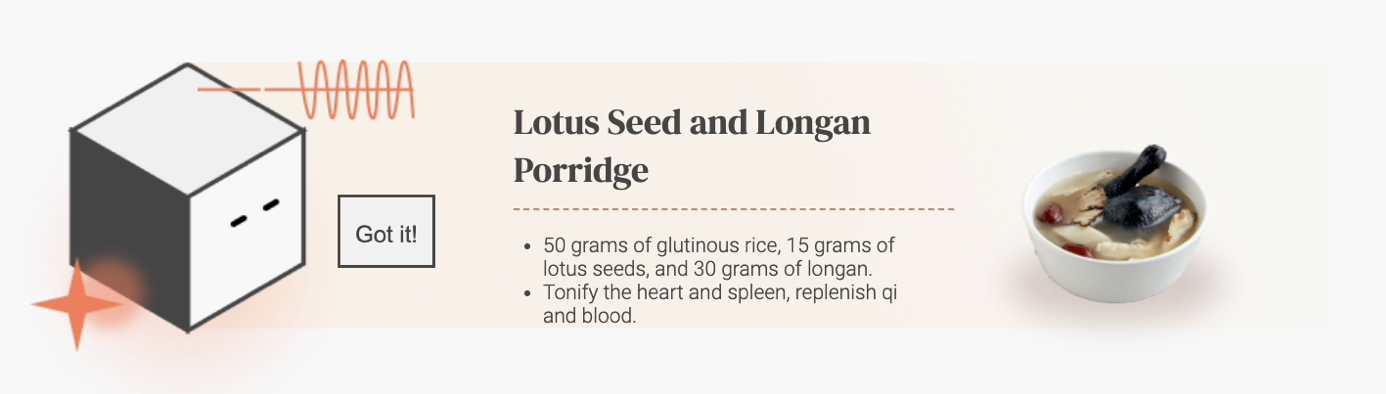 Lotus Seed and Longan
Porridge
Got it!
• 50 grams of glutinous rice, 15 grams of
lotus seeds, and 30 grams of longan.
• Tonify the heart and spleen, replenish qi
and blood.